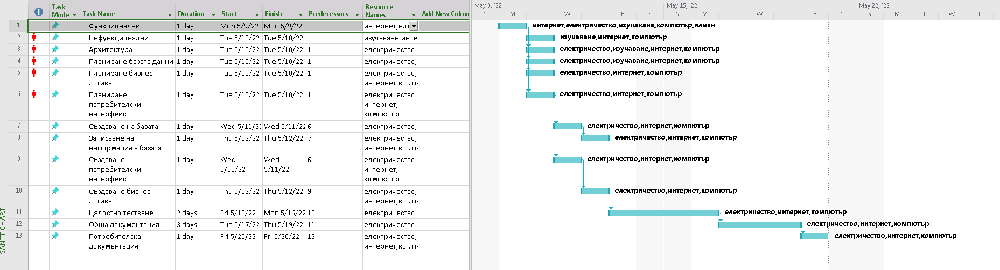 Task Mode Task Name Duration Start Finish Predecessors Resource Names Add New Colum
May 8, '22 May 15, '22 May 22, '22
S M T W T F S S M T W T F S S M T W T
1 Функционални 1 day Mon 5/9/22 Mon 5/9/22 интернет,еле интернет,електричество,изучаване,компютър,илиян
2 Нефункционални 1 day Tue 5/10/22 Tue 5/10/22 изучаване,инте изучаване,интернет,компютър
3 Архитектура 1 day Tue 5/10/22 Tue 5/10/22 1 електричество, електричество,изучаване,интернет,компютър
4 Планиране базата данни 1 day Tue 5/10/22 Tue 5/10/22 1 електричество, електричество,изучаване,интернет,компютър
5 Планиране бизнес 1 day Tue 5/10/22 Tue 5/10/22 1 електричество, електричество,интернет,компютър
логика интернет,компю
6 Планиране 1 day Tue 5/10/22 Tue 5/10/22 1 електричество, електричество,интернет,компютър
потребителски интернет,
интерфейс компютър
7 Създаване на базата 1 day Wed 5/11/22 Wed 5/11/22 6 електричество, електричество,интернет,компютър
8 Записване на 1 day Thu 5/12/22 Thu 5/12/22 7 електричество, електричество,интернет,компютър
информация в базата интернет,компю
9 Създаване 1 day Wed Wed 6 електричество, електричество,интернет,компютър
потребителски 5/11/22 5/11/22 интернет,
интерфейс компютър
10 Създаване бизнес 1 day Thu 5/12/22 Thu 5/12/22 9 електричество, електричество,интернет,компютър
логика интернет,компю
11 Цялостно тестване 2 days Fri 5/13/22 Mon 5/16/22 10 електричество, електричество,интернет,компютър
12 Обща документация 3 days Tue 5/17/22 Thu 5/19/22 11 електричество, електричество,интернет,компютър
13 Потребителска 1 day Fri 5/20/22 Fri 5/20/22 12 електричество, електричество,интернет,компютър
документация интернет,компю
GANTT CHART